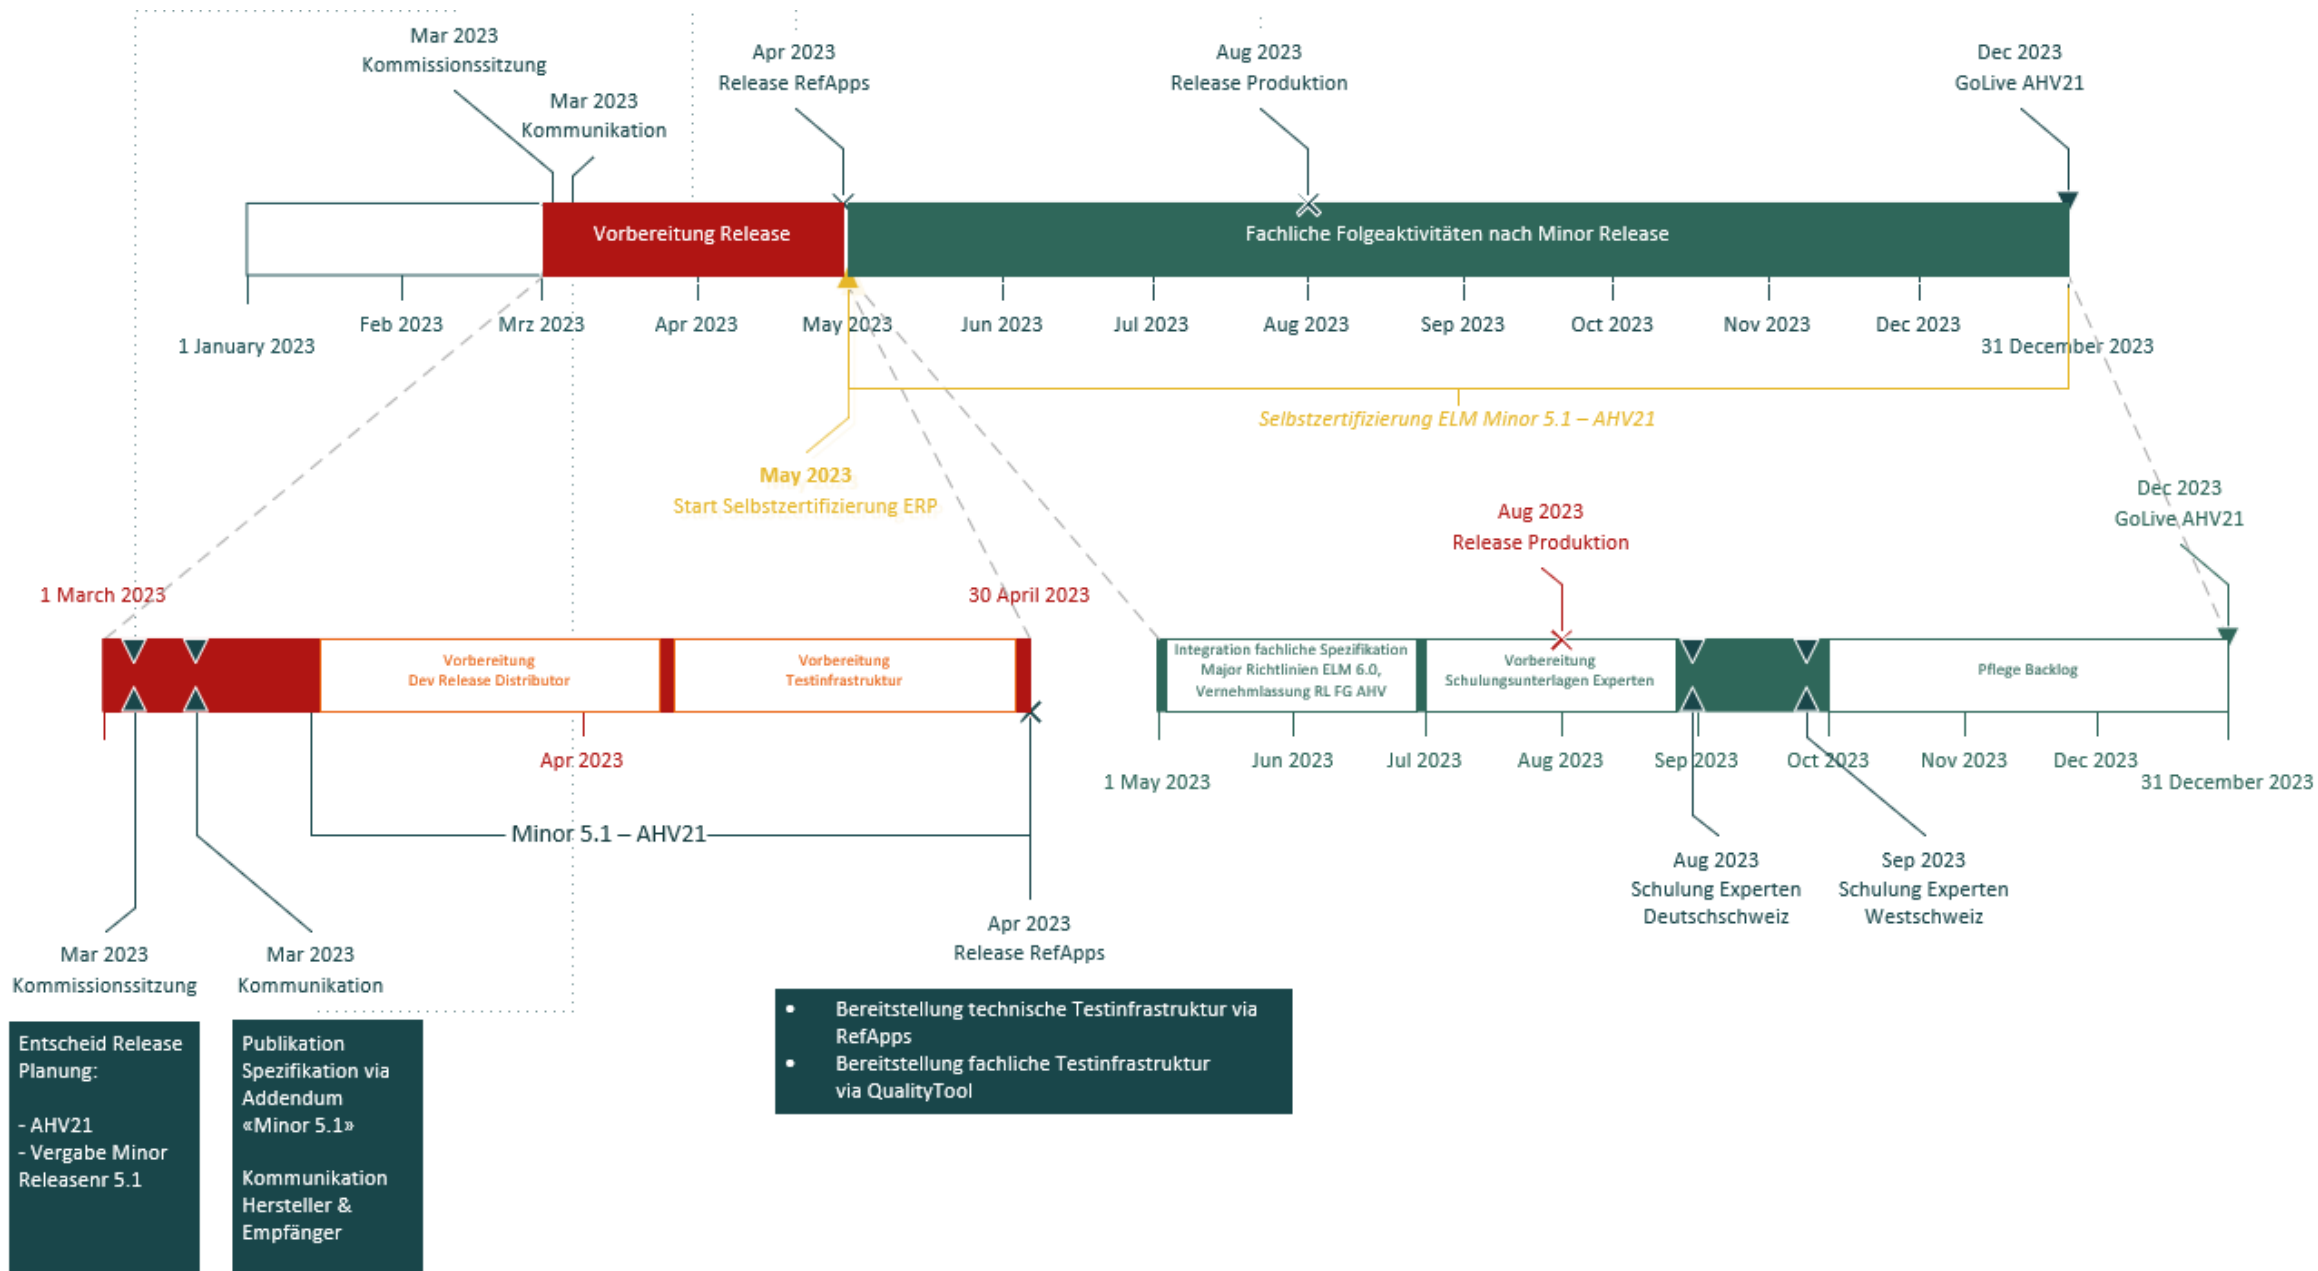 Mar 2023
Kommissionssitzung
Mar 2023
Kommunikation
Apr 2023
Release RefApps
Aug 2023
Release Produktion
Dec 2023
GoLive AHV21
Vorbereitung Release
Fachliche Folgeaktivitäten nach Minor Release
1 January 2023
Feb 2023
Mrz 2023
Apr 2023
May 2023
Jun 2023
Jul 2023
Aug 2023
Sep 2023
Oct 2023
Nov 2023
Dec 2023
31 December 2023
Selbstzertifizierung ELM Minor 5.1 – AHV21
May 2023
Start Selbstzertifizierung ERP
1 March 2023
30 April 2023
Vorbereitung
Dev Release Distributor
Vorbereitung
Testinfrastruktur
Apr 2023
Minor 5.1 – AHV21
Mar 2023
Kommissionssitzung
Mar 2023
Kommunikation
Apr 2023
Release RefApps
Entscheid Release
Planung:
- AHV21
- Vergabe Minor
Releasenr 5.1
Publikation
Spezifikation via
Addendum
«Minor 5.1»
Kommunikation
Hersteller &
Empfänger
• Bereitstellung technische Testinfrastruktur via
RefApps
• Bereitstellung fachliche Testinfrastruktur
via QualityTool
Aug 2023
Release Produktion
Dec 2023
GoLive AHV21
Integration fachliche Spezifikation
Major Richtlinien ELM 6.0,
Vernehmlassung RL FG AHV
Vorbereitung
Schulungsunterlagen Experten
Pflege Backlog
1 May 2023
Jun 2023
Jul 2023
Aug 2023
Sep 2023
Oct 2023
Nov 2023
Dec 2023
31 December 2023
Aug 2023
Schulung Experten
Deutschschweiz
Sep 2023
Schulung Experten
Westschweiz